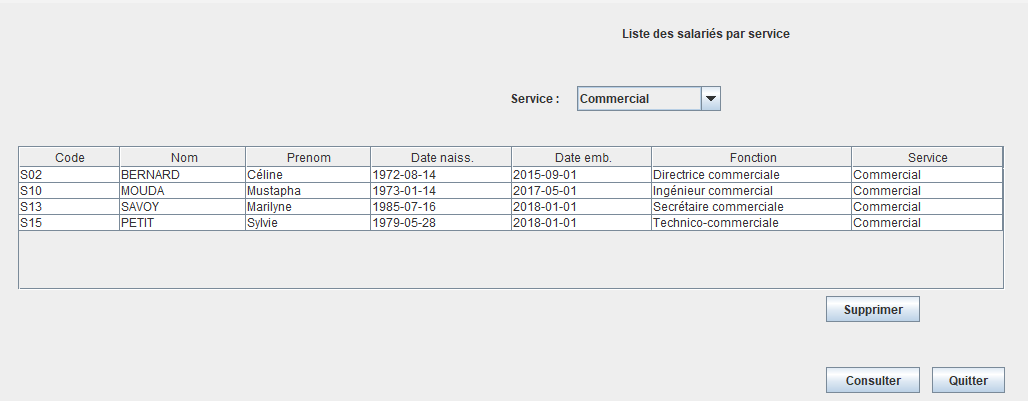 Liste des salariés par service
Service : Commercial
Code Nom Prenom Date naiss. Date emb. Fonction Service
S02 BERNARD Céline 1972-08-14 2015-09-01 Directrice commerciale Commercial
S10 MOUDA Mustapha 1973-01-14 2017-05-01 Ingénieur commercial Commercial
S13 SAVOY Marilyne 1985-07-16 2018-01-01 Secrétaire commerciale Commercial
S15 PETIT Sylvie 1979-05-28 2018-01-01 Technico-commerciale Commercial
Supprimer
Consulter Quitter